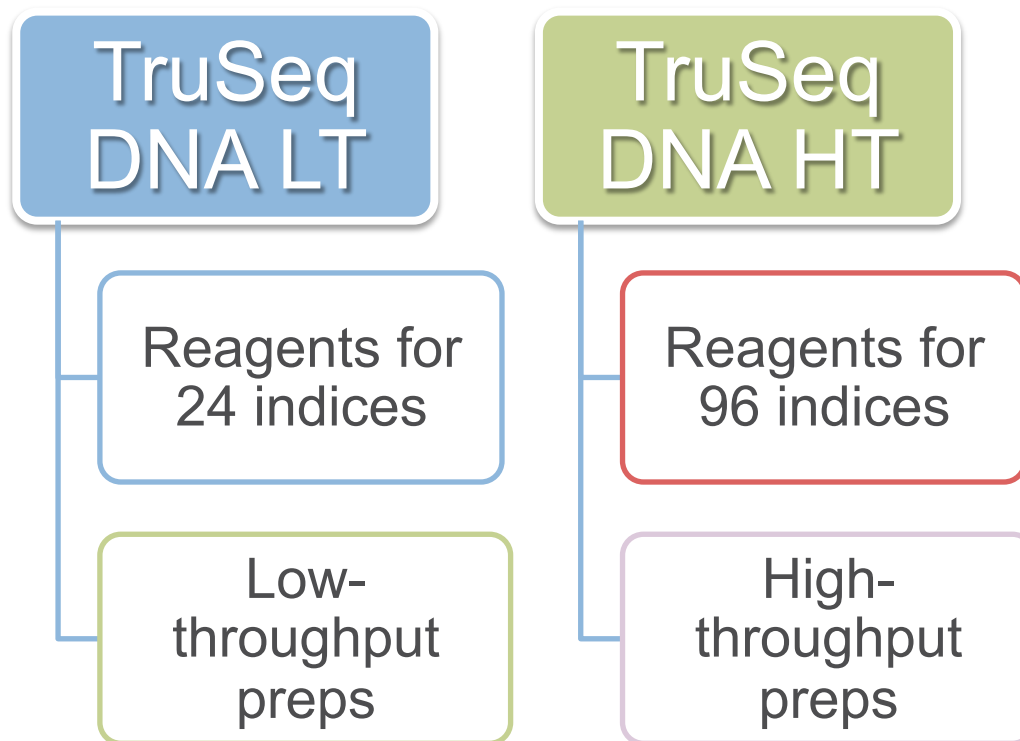 TruSeq
DNA LT
Reagents for
24 indices
Low-
throughput
preps
TruSeq
DNA HT
Reagents for
96 indices
High-
throughput
preps